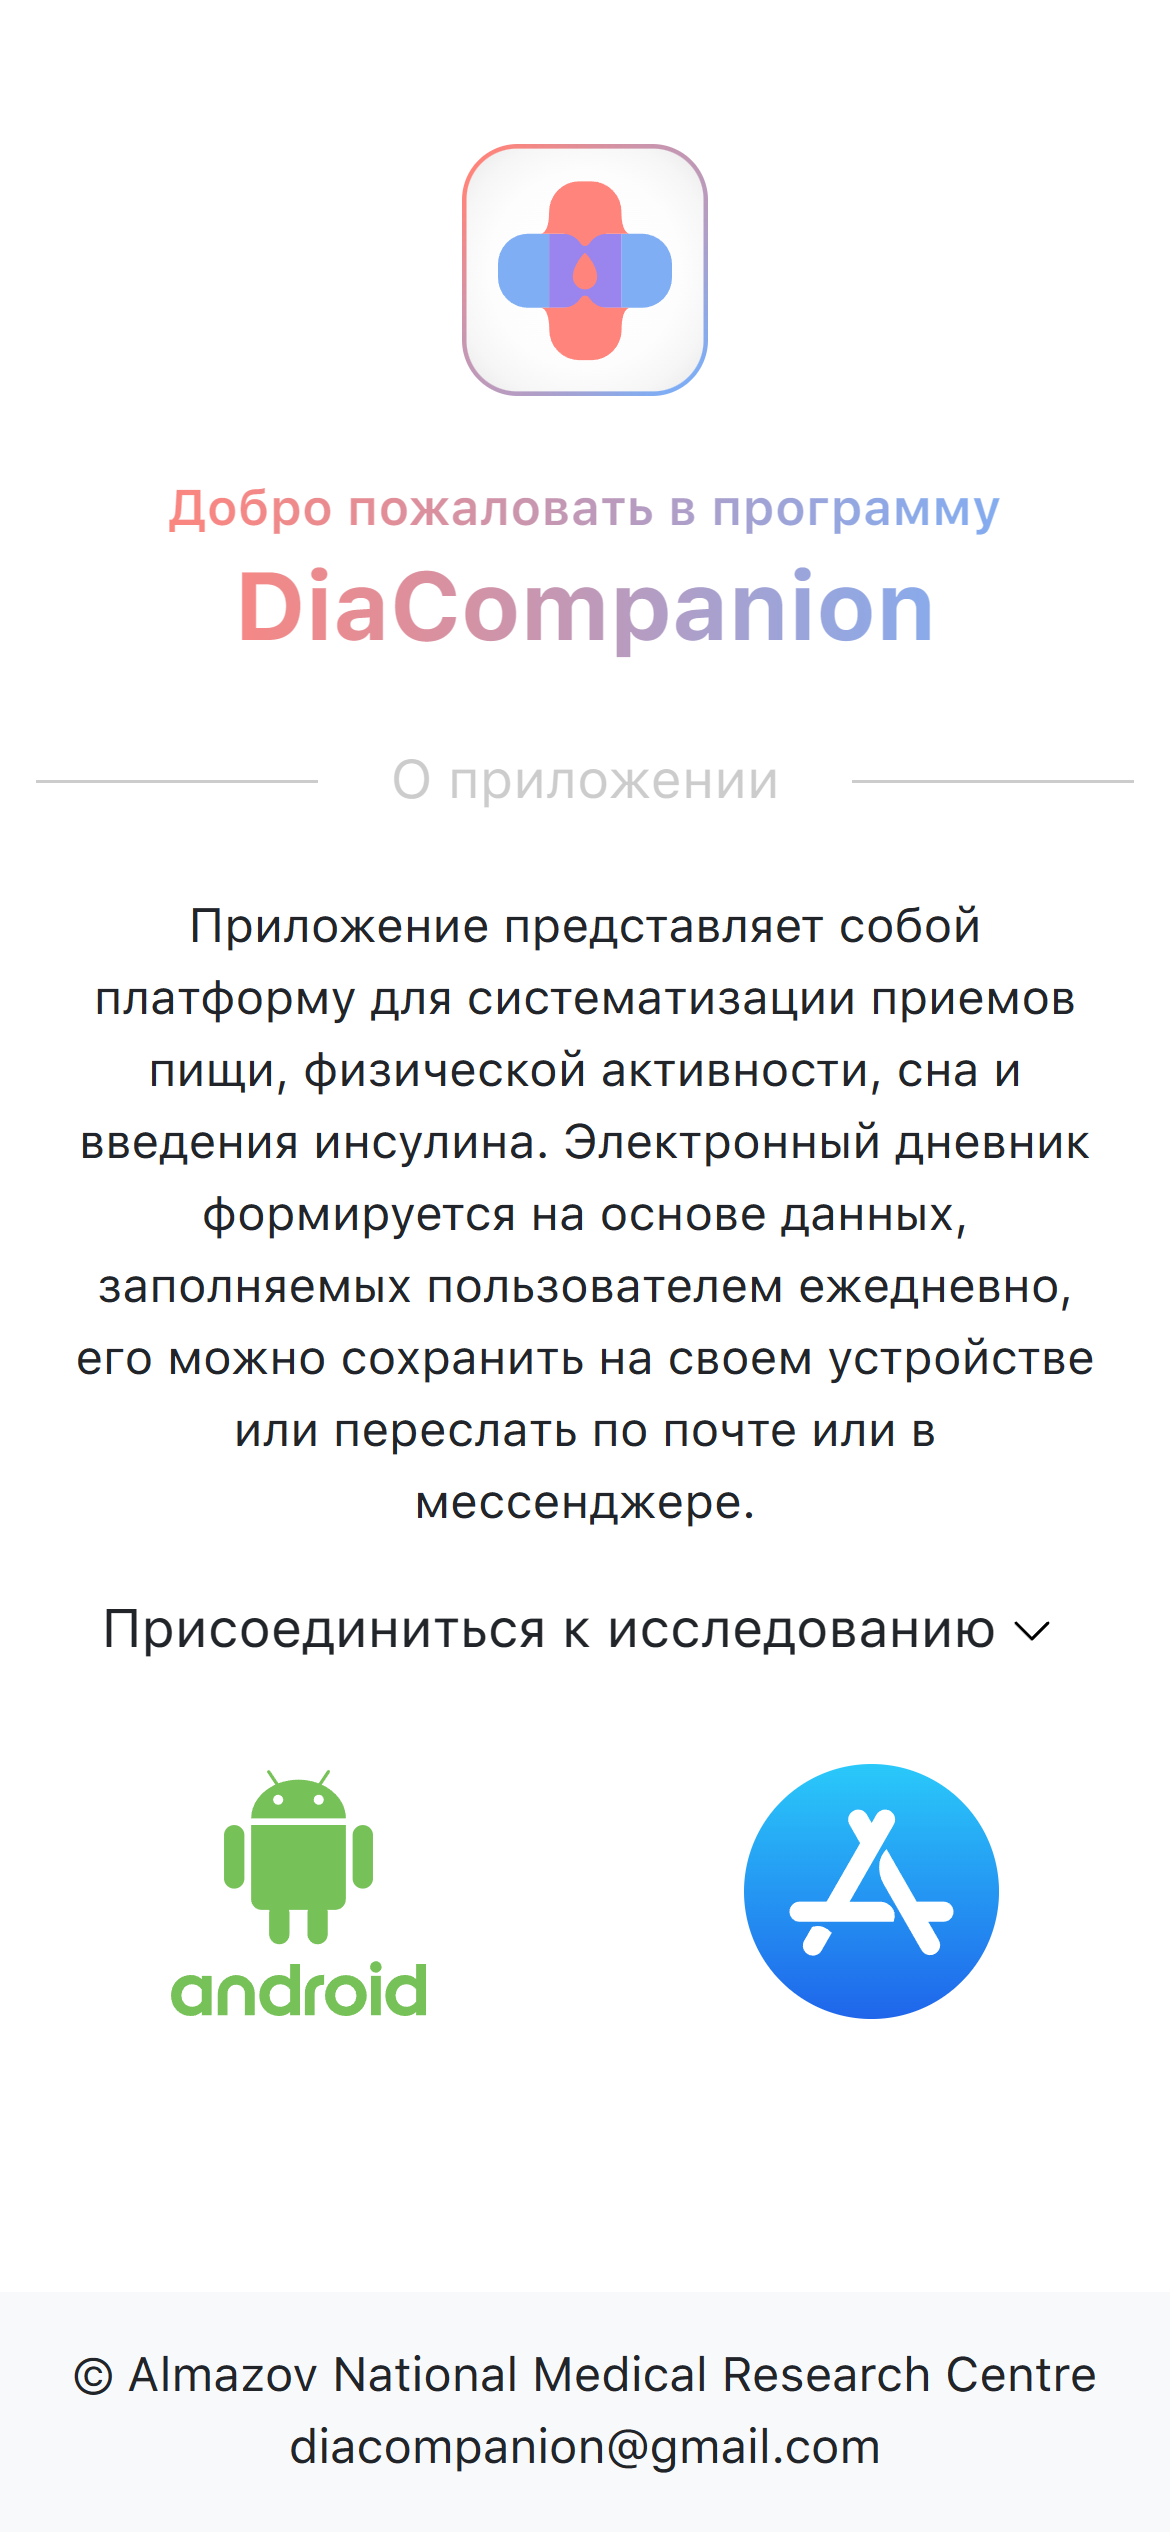 Добро пожаловать в программу
DiaCompanion
О приложении
Приложение представляет собой
платформу для систематизации приемов
пищи, физической активности, сна и
введения инсулина. Электронный дневник
формируется на основе данных,
заполняемых пользователем ежедневно,
его можно сохранить на своем устройстве
или переслать по почте или в
мессенджере.
Присоединиться к исследованию
android
© Almazov National Medical Research Centre
diacompanion@gmail.com